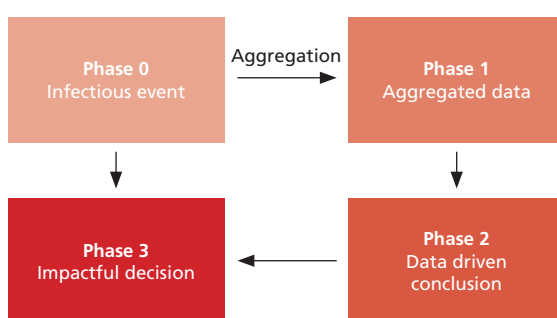 Phase 0
Infectious event
Aggregation
Phase 1
Aggregated data
Phase 3
Impactful decision
Phase 2
Data driven
conclusion